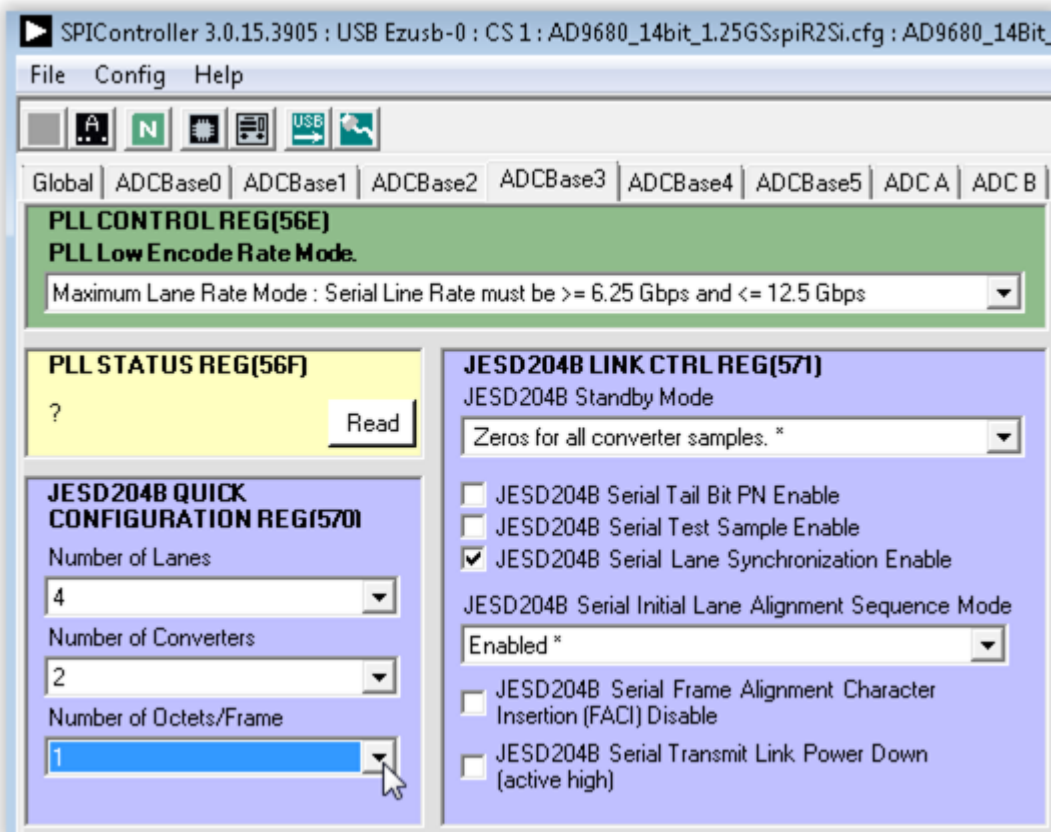 SPIController 3.0.15.3905 : USB Ezusb-0 : CS 1 : AD9680_14bit_1.25GSspiR2Si.cfg : AD9680_14Bit_
File Config Help
A
N
USB
Global ADCBase0 ADCBase1 ADCBase2 ADCBase3 ADCBase4 ADCBase5 ADC A ADC B
PLL CONTROL REG(56E)
PLL Low Encode Rate Mode.
Maximum Lane Rate Mode : Serial Line Rate must be >= 6.25 Gbps and <= 12.5 Gbps
PLL STATUS REG(56F)
?
Read
JESD204B QUICK
CONFIGURATION REG(570)
Number of Lanes
4
Number of Converters
2
Number of Octets/Frame
1
JESD204B LINK CTRL REG(571)
JESD204B Standby Mode
Zeros for all converter samples. *
JESD204B Serial Tail Bit PN Enable
JESD204B Serial Test Sample Enable
JESD204B Serial Lane Synchronization Enable
JESD204B Serial Initial Lane Alignment Sequence Mode
Enabled *
JESD204B Serial Frame Alignment Character
Insertion (FACI) Disable
JESD204B Serial Transmit Link Power Down
(active high)